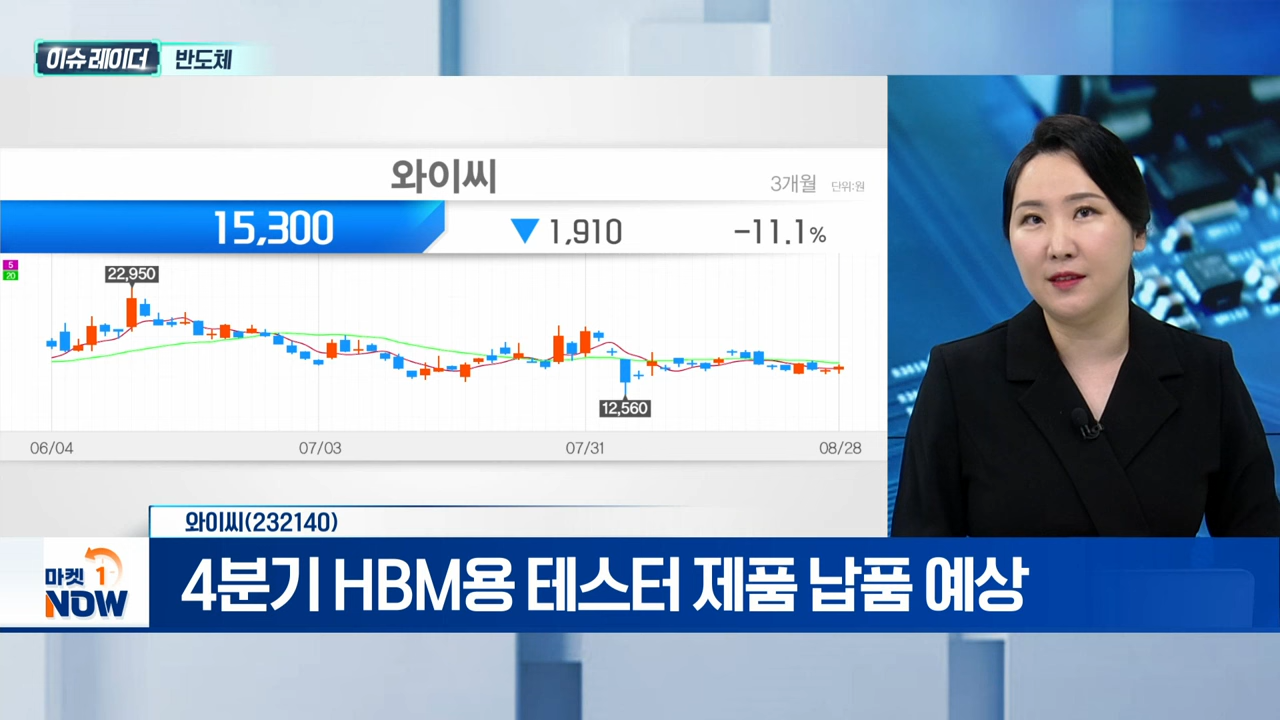 이슈 레이더 반도체
와이씨
3개월 단위:원
15,300 ▼ 1,910 -11.1%
5
20
22,950
12,560
06/04 07/03 07/31 08/28
와이씨(232140)
마켓 1
NOW
4분기 HBM용 테스터 제품 납품 예상